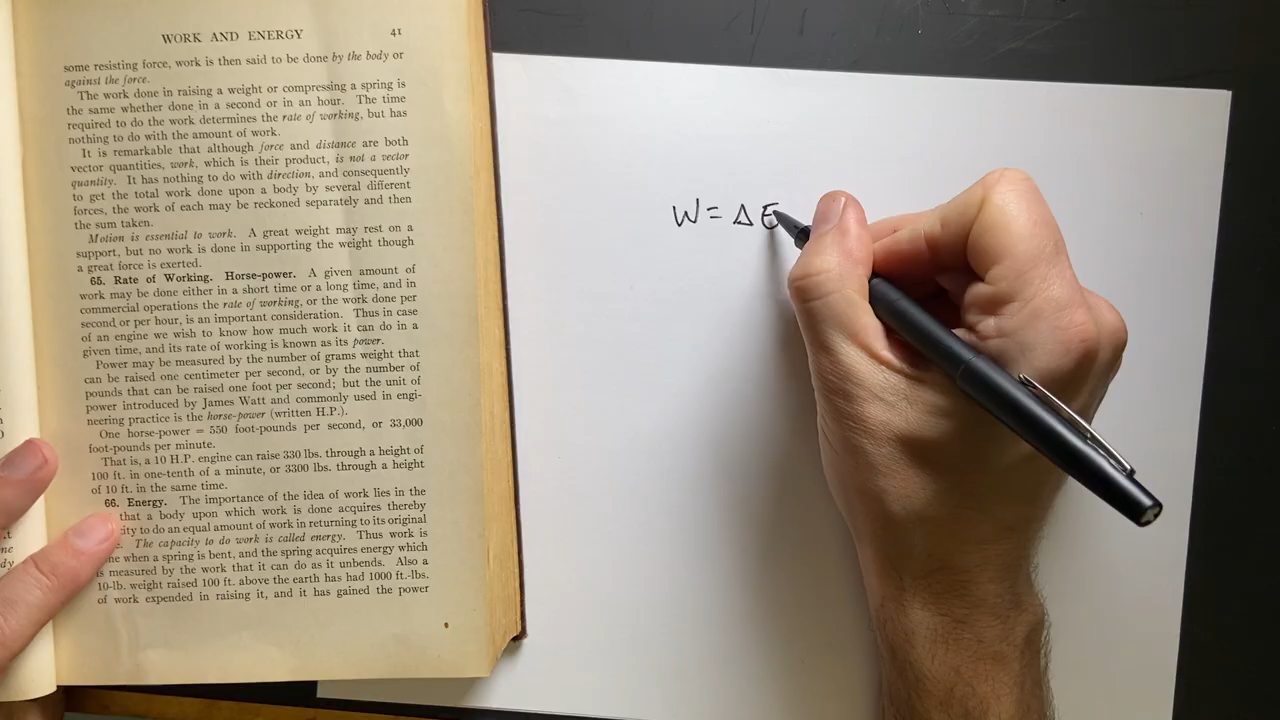 WORK AND ENERGY 41
some resisting force, work is then said to be done by the body or
against the force.
The work done in raising a weight or compressing a spring is
the same whether done in a second or in an hour. The time
required to do the work determines the rate of working, but has
nothing to do with the amount of work.
It is remarkable that although force and distance are both
vector quantities, work, which is their product, is not a vector
quantity. It has nothing to do with direction, and consequently
to get the total work done upon a body by several different
forces, the work of each may be reckoned separately and then
the sum taken.
Motion is essential to work. A great weight may rest on a
support, but no work is done in supporting the weight though
a great force is exerted.
65. Rate of Working. Horse-power. A given amount of
work may be done either in a short time or a long time, and in
commercial operations the rate of working, or the work done per
second or per hour, is an important consideration. Thus in case
of an engine we wish to know how much work it can do in a
given time, and its rate of working is known as its power.
Power may be measured by the number of grams weight that
can be raised one centimeter per second, or by the number of
pounds that can be raised one foot per second; but the unit of
power introduced by James Watt and commonly used in engi-
neering practice is the horse-power (written H.P.).
One horse-power = 550 foot-pounds per second, or 33,000
foot-pounds per minute.
That is, a 10 H.P. engine can raise 330 lbs. through a height of
100 ft. in one-tenth of a minute, or 3300 lbs. through a height
of 10 ft. in the same time.
66. Energy. The importance of the idea of work lies in the
that a body upon which work is done acquires thereby
ity to do an equal amount of work in returning to its original
The capacity to do work is called energy. Thus work is
ne when a spring is bent, and the spring acquires energy which
is measured by the work that it can do as it unbends. Also a
10-lb. weight raised 100 ft. above the earth has had 1000 ft.-lbs.
of work expended in raising it, and it has gained the power
W = Δ E